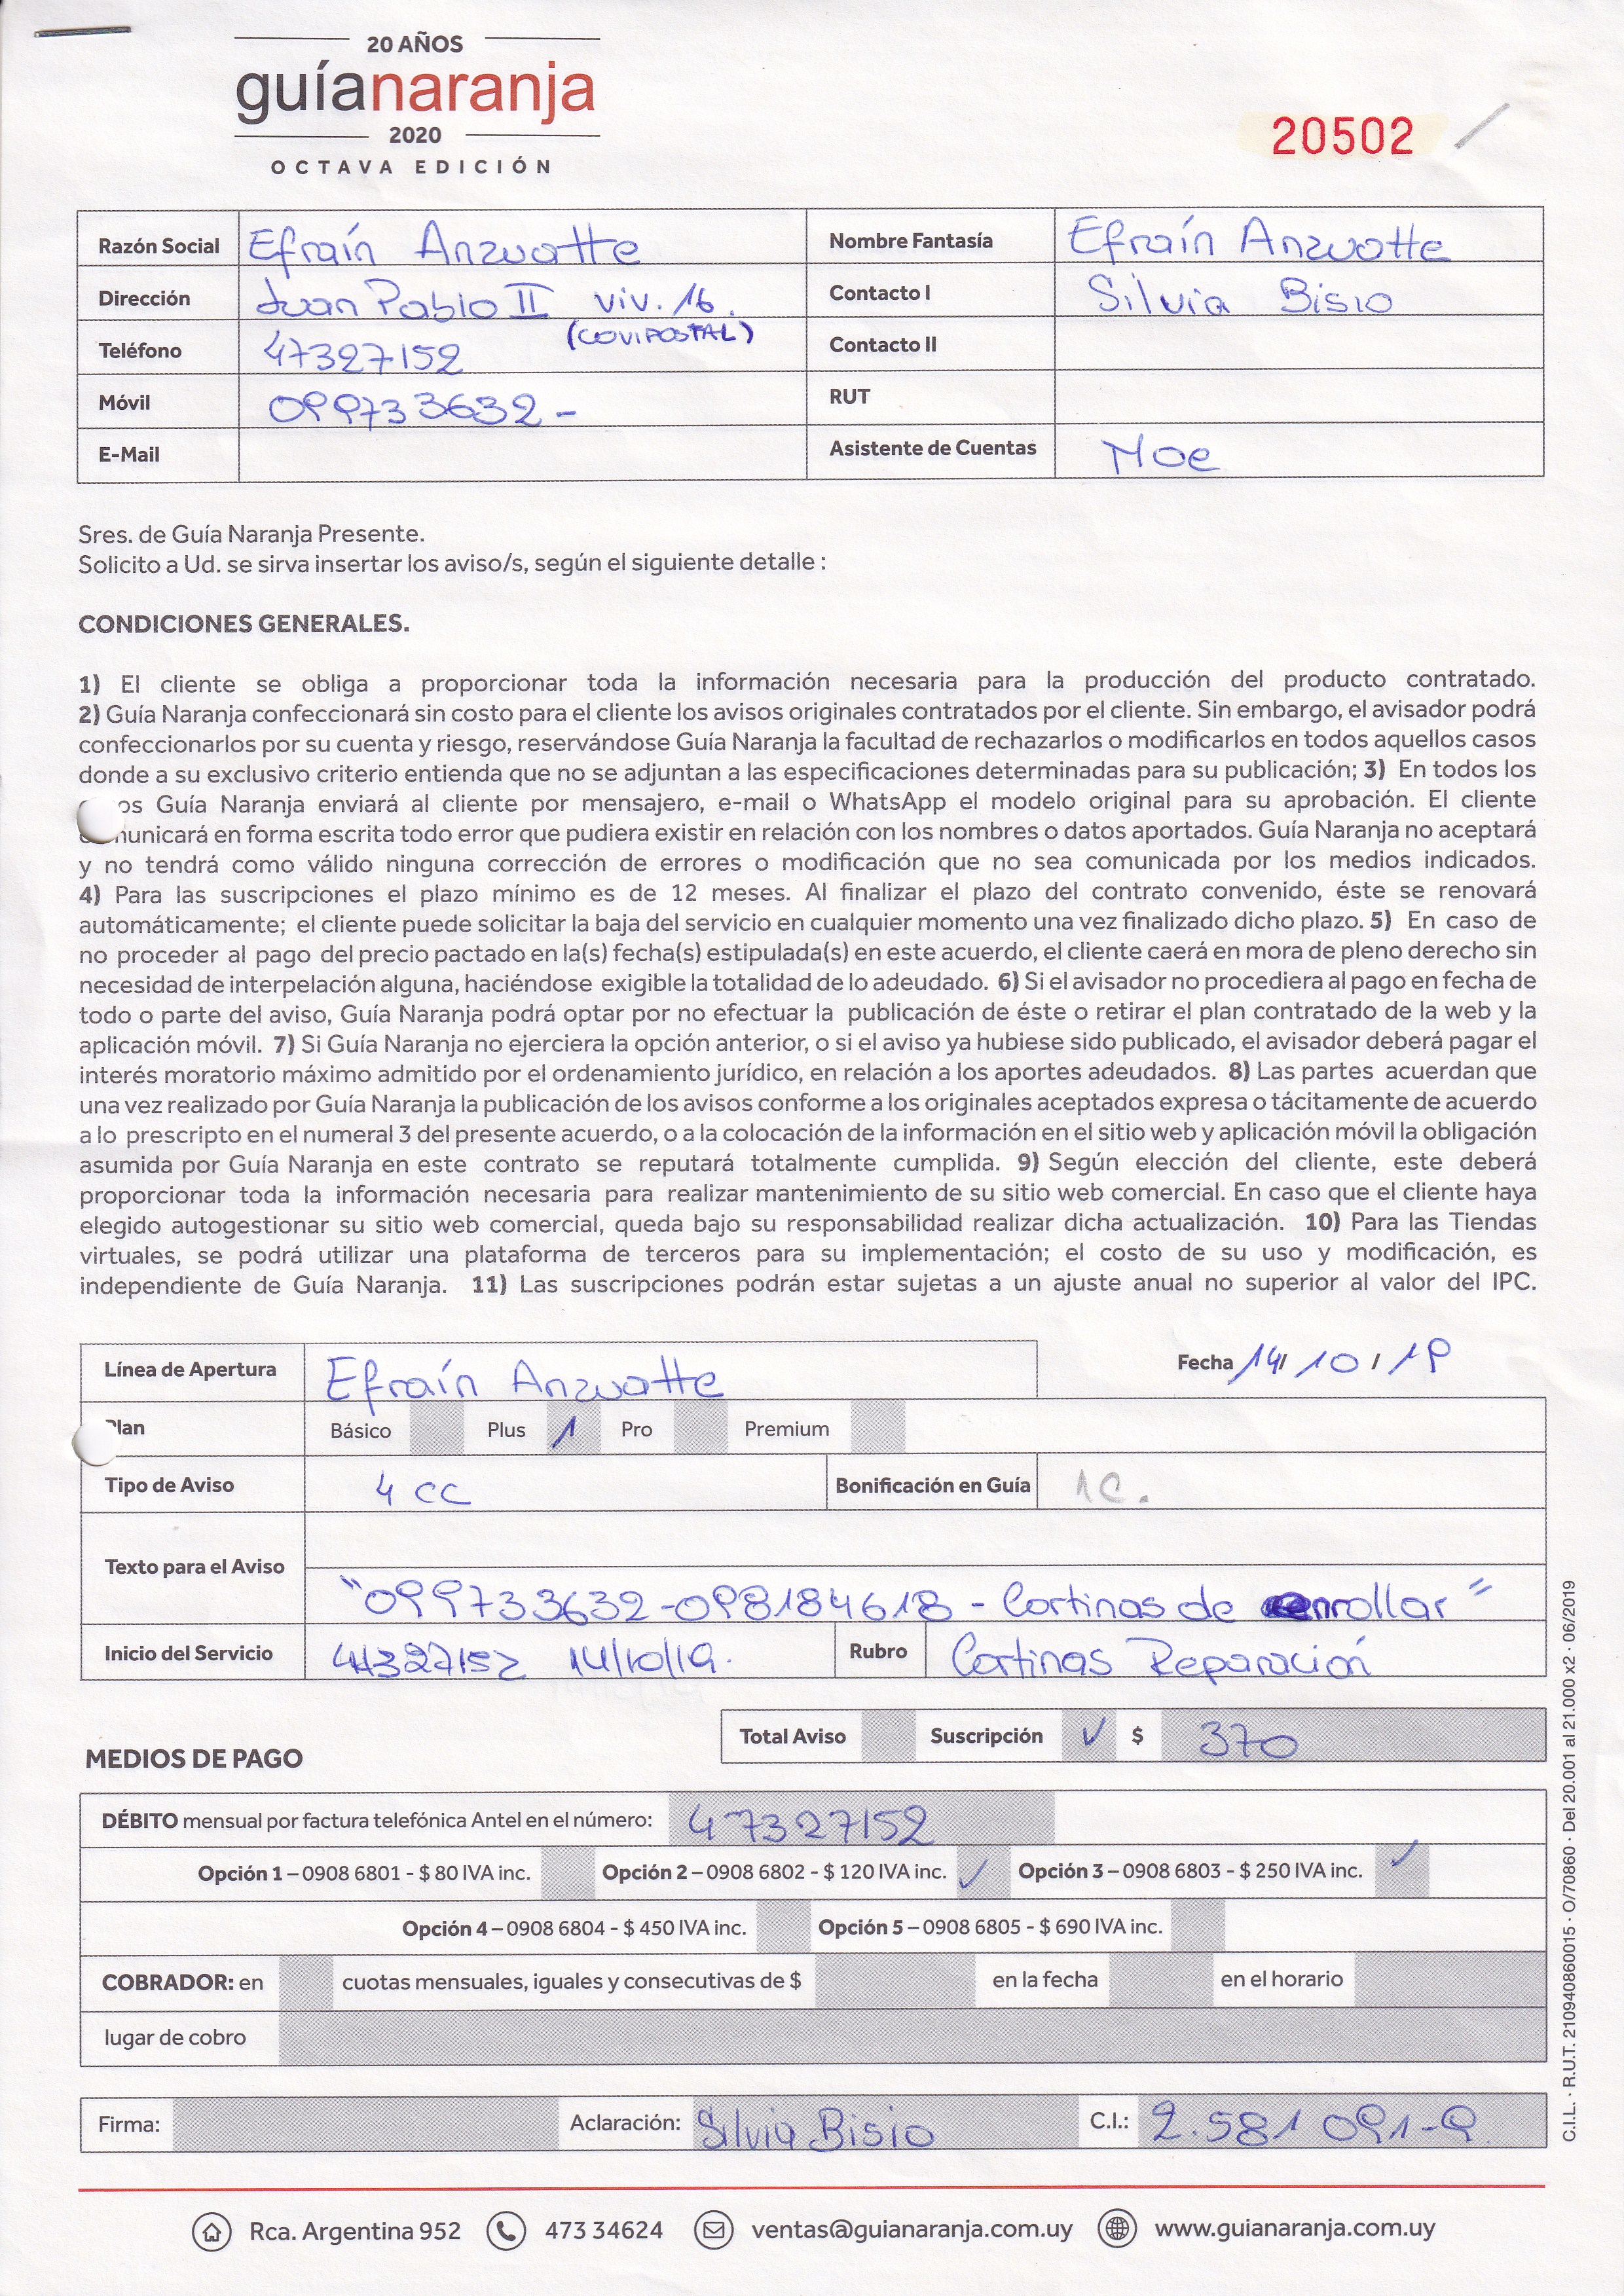 20 AÑOS
guíanaranja
2020
OCTAVA EDICIÓN
20502
Razón Social Efraín Anzuatte Nombre Fantasía Efraín Anzuatte
Dirección Juan Pablo II viv. 16. Contacto I Silvia Bisio
(COVIPOSTAL)
Teléfono 47327152 Contacto II
Móvil 099733632 - RUT
E-Mail Asistente de Cuentas Noe
Sres. de Guía Naranja Presente.
Solicito a Ud. se sirva insertar los aviso/s, según el siguiente detalle :
CONDICIONES GENERALES.
1) El cliente se obliga a proporcionar toda la información necesaria para la producción del producto contratado.
2) Guía Naranja confeccionará sin costo para el cliente los avisos originales contratados por el cliente. Sin embargo, el avisador podrá
confeccionarlos por su cuenta y riesgo, reservándose Guía Naranja la facultad de rechazarlos o modificarlos en todos aquellos casos
donde a su exclusivo criterio entienda que no se adjuntan a las especificaciones determinadas para su publicación; 3) En todos los
os Guía Naranja enviará al cliente por mensajero, e-mail o WhatsApp el modelo original para su aprobación. El cliente
municará en forma escrita todo error que pudiera existir en relación con los nombres o datos aportados. Guía Naranja no aceptará
y no tendrá como válido ninguna corrección de errores o modificación que no sea comunicada por los medios indicados.
4) Para las suscripciones el plazo mínimo es de 12 meses. Al finalizar el plazo del contrato convenido, éste se renovará
automáticamente; el cliente puede solicitar la baja del servicio en cualquier momento una vez finalizado dicho plazo. 5) En caso de
no proceder al pago del precio pactado en la(s) fecha(s) estipulada(s) en este acuerdo, el cliente caerá en mora de pleno derecho sin
necesidad de interpelación alguna, haciéndose exigible la totalidad de lo adeudado. 6) Si el avisador no procediera al pago en fecha de
todo o parte del aviso, Guía Naranja podrá optar por no efectuar la publicación de éste o retirar el plan contratado de la web y la
aplicación móvil. 7) Si Guía Naranja no ejerciera la opción anterior, o si el aviso ya hubiese sido publicado, el avisador deberá pagar el
interés moratorio máximo admitido por el ordenamiento jurídico, en relación a los aportes adeudados. 8) Las partes acuerdan que
una vez realizado por Guía Naranja la publicación de los avisos conforme a los originales aceptados expresa o tácitamente de acuerdo
a lo prescripto en el numeral 3 del presente acuerdo, o a la colocación de la información en el sitio web y aplicación móvil la obligación
asumida por Guía Naranja en este contrato se reputará totalmente cumplida. 9) Según elección del cliente, este deberá
proporcionar toda la información necesaria para realizar mantenimiento de su sitio web comercial. En caso que el cliente haya
elegido autogestionar su sitio web comercial, queda bajo su responsabilidad realizar dicha actualización. 10) Para las Tiendas
virtuales, se podrá utilizar una plataforma de terceros para su implementación; el costo de su uso y modificación, es
independiente de Guía Naranja. 11) Las suscripciones podrán estar sujetas a un ajuste anual no superior al valor del IPC.
Línea de Apertura Efraín Anzuatte Fecha 14/ 10 / 19
Plan Básico Plus 1 Pro Premium
Tipo de Aviso 4 CC Bonificación en Guía 1C.
Texto para el Aviso
"099733632-098184618 - Cortinas de enrollar"
Inicio del Servicio 47327152 14/10/19. Rubro Cortinas Reparación
Total Aviso Suscripción ✓ $ 370
MEDIOS DE PAGO
DÉBITO mensual por factura telefónica Antel en el número: 47327152
Opción 1 – 0908 6801 - $ 80 IVA inc. Opción 2 – 0908 6802 - $ 120 IVA inc. ✓ Opción 3 – 0908 6803 - $ 250 IVA inc. ✓
Opción 4 – 0908 6804 - $ 450 IVA inc. Opción 5 – 0908 6805 - $ 690 IVA inc.
COBRADOR: en cuotas mensuales, iguales y consecutivas de $ en la fecha en el horario
lugar de cobro
Firma: Aclaración: Silvia Bisio C.I.: 2.581 091-9
C.I.L. · R.U.T. 210940860015 · O/70860 · Del 20.001 al 21.000 x2 · 06/2019
Rca. Argentina 952 473 34624 ventas@guianaranja.com.uy www.guianaranja.com.uy